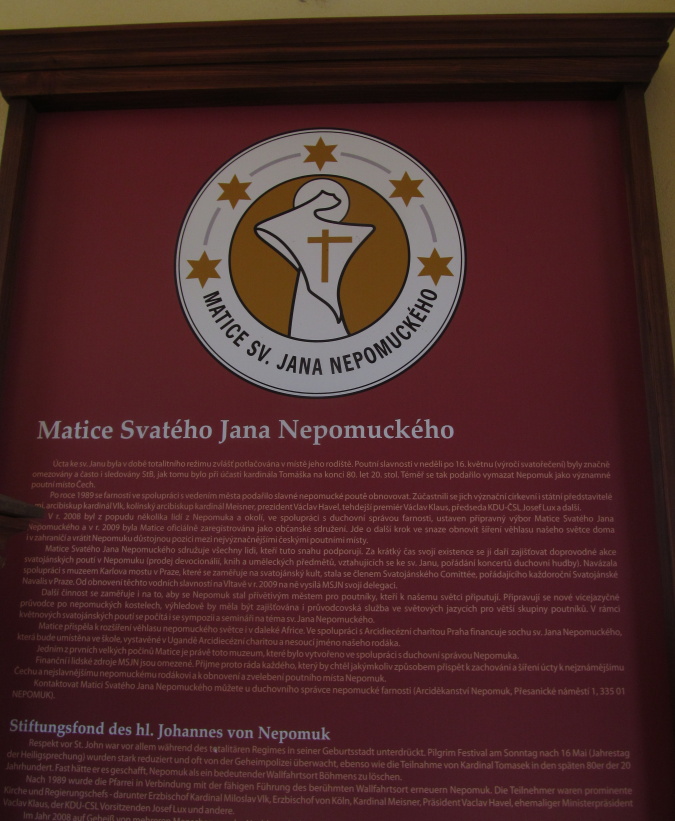 MATICE SV. JANA NEPOMUCKÉHO
Matice Svatého Jana Nepomuckého
Úcta ke sv. Janu byla v době totalitního režimu zvlášť potlačována v místě jeho rodiště. Poutní slavnosti v neděli po 16. květnu (výročí svatořečení) byly značně
omezovány a často i sledovány StB, jak tomu bylo při účasti kardinála Tomáška na konci 80. let 20 stol. Téměř se tak podařilo vymazat Nepomuk jako významné
poutní místo Čech.
Po roce 1989 se farnosti ve spolupráci s vedením města podařilo slavné nepomucké poutě obnovovat. Zúčastnili se jich význační církevní i státní představitelé
arcibiskup kardinál Vlk, kolínský arcibiskup kardinál Meisner, prezident Václav Havel, tehdejší premiér Václav Klaus, předseda KDU-ČSL, Josef Lux a další.
V r. 2008 byl z popudu několika lidí z Nepomuka a okolí, ve spolupráci s duchovní správou farnosti, ustaven přípravný výbor Matice Svatého Jana
Nepomuckého a v r. 2009 byla Matice oficiálně zaregistrována jako občanské sdružení. Jde o další krok ve snaze obnovit šíření věhlasu našeho světce doma
i v zahraničí a vrátit Nepomuku důstojnou pozici mezi nejvýznačnějšími českými poutními místy.
Matice Svatého Jana Nepomuckého sdružuje všechny lidi, kteří tuto snahu podporují. Za krátký čas svojí existence se jí daří zajišťovat doprovodné akce
svatojánských poutí v Nepomuku (prodej devocionálií, knih a uměleckých předmětů, vztahujících se ke sv. Janu, pořádání koncertů duchovní hudby). Navázala
spolupráci s muzeem Karlova mostu v Praze, které se zaměřuje na svatojánský kult, stala se členem Svatojánského Comittée, pořádajícího každoroční Svatojánské
Navalis v Praze. Od obnovení těchto vodních slavností na Vltavě v r. 2009 na ně vysílá MSJN svoji delegaci.
Další činnost se zaměřuje i na to, aby se Nepomuk stal přívětivým městem pro poutníky, kteří k našemu světci připutují. Připravují se nové vícejazyčné
průvodce po nepomuckých kostelech, výhledově by měla být zajišťována i průvodcovská služba ve světových jazycích pro větší skupiny poutníků. V rámci
květnových svatojánských poutí se počítá i se sympozii a semináři na téma sv. Jana Nepomuckého.
Matice přispěla k rozšíření věhlasu nepomuckého světce i v daleké Africe. Ve spolupráci s Arcidiecézní charitou Praha financuje sochu sv. Jana Nepomuckého,
která bude umístěna ve škole, vystavěné v Ugandě Arcidiecézní charitou a nesoucí jméno našeho rodáka.
Jedním z prvních velkých počinů Matice je právě toto muzeum, které bylo vytvořeno ve spolupráci s duchovní správou Nepomuka.
Finanční i lidské zdroje MSJN jsou omezené. Přijme proto ráda každého, který by chtěl jakýmkoliv způsobem přispět k zachování a šíření úcty k nejznámějšímu
Čechu a nejslavnějšímu nepomuckému rodákovi a k obnovení a zvelebení poutního místa Nepomuk.
Kontaktovat Matici Svatého Jana Nepomuckého můžete u duchovního správce nepomucké farnosti (Arciděkanství Nepomuk, Přesanické náměstí 1, 335 01
NEPOMUK).
Stiftungsfond des hl. Johannes von Nepomuk
Respekt vor St. John war vor allem während des totalitären Regimes in seiner Geburtsstadt unterdrückt. Pilgrim Festival am Sonntag nach 16 Mai (Jahrestag
der Heiligsprechung) wurden stark reduziert und oft von der Geheimpolizei überwacht, ebenso wie die Teilnahme von Kardinal Tomasek in den späten 80er der 20
Jahrhundert. Fast hätte er es geschafft, Nepomuk als ein bedeutender Wallfahrtsort Böhmens zu löschen.
Nach 1989 wurde die Pfarrei in Verbindung mit der fähigen Führung des berühmten Wallfahrtsort erneuern Nepomuk. Die Teilnehmer waren prominente
Kirche und Regierungschefs - darunter Erzbischof Kardinal Miloslav Vlk, Erzbischof von Köln, Kardinal Meisner, Präsident Vaclav Havel, ehemaliger Ministerpräsident
Vaclav Klaus, der KDU-CSL Vorsitzenden Josef Lux und andere.
Im Jahr 2008 auf Geheiß von mehreren